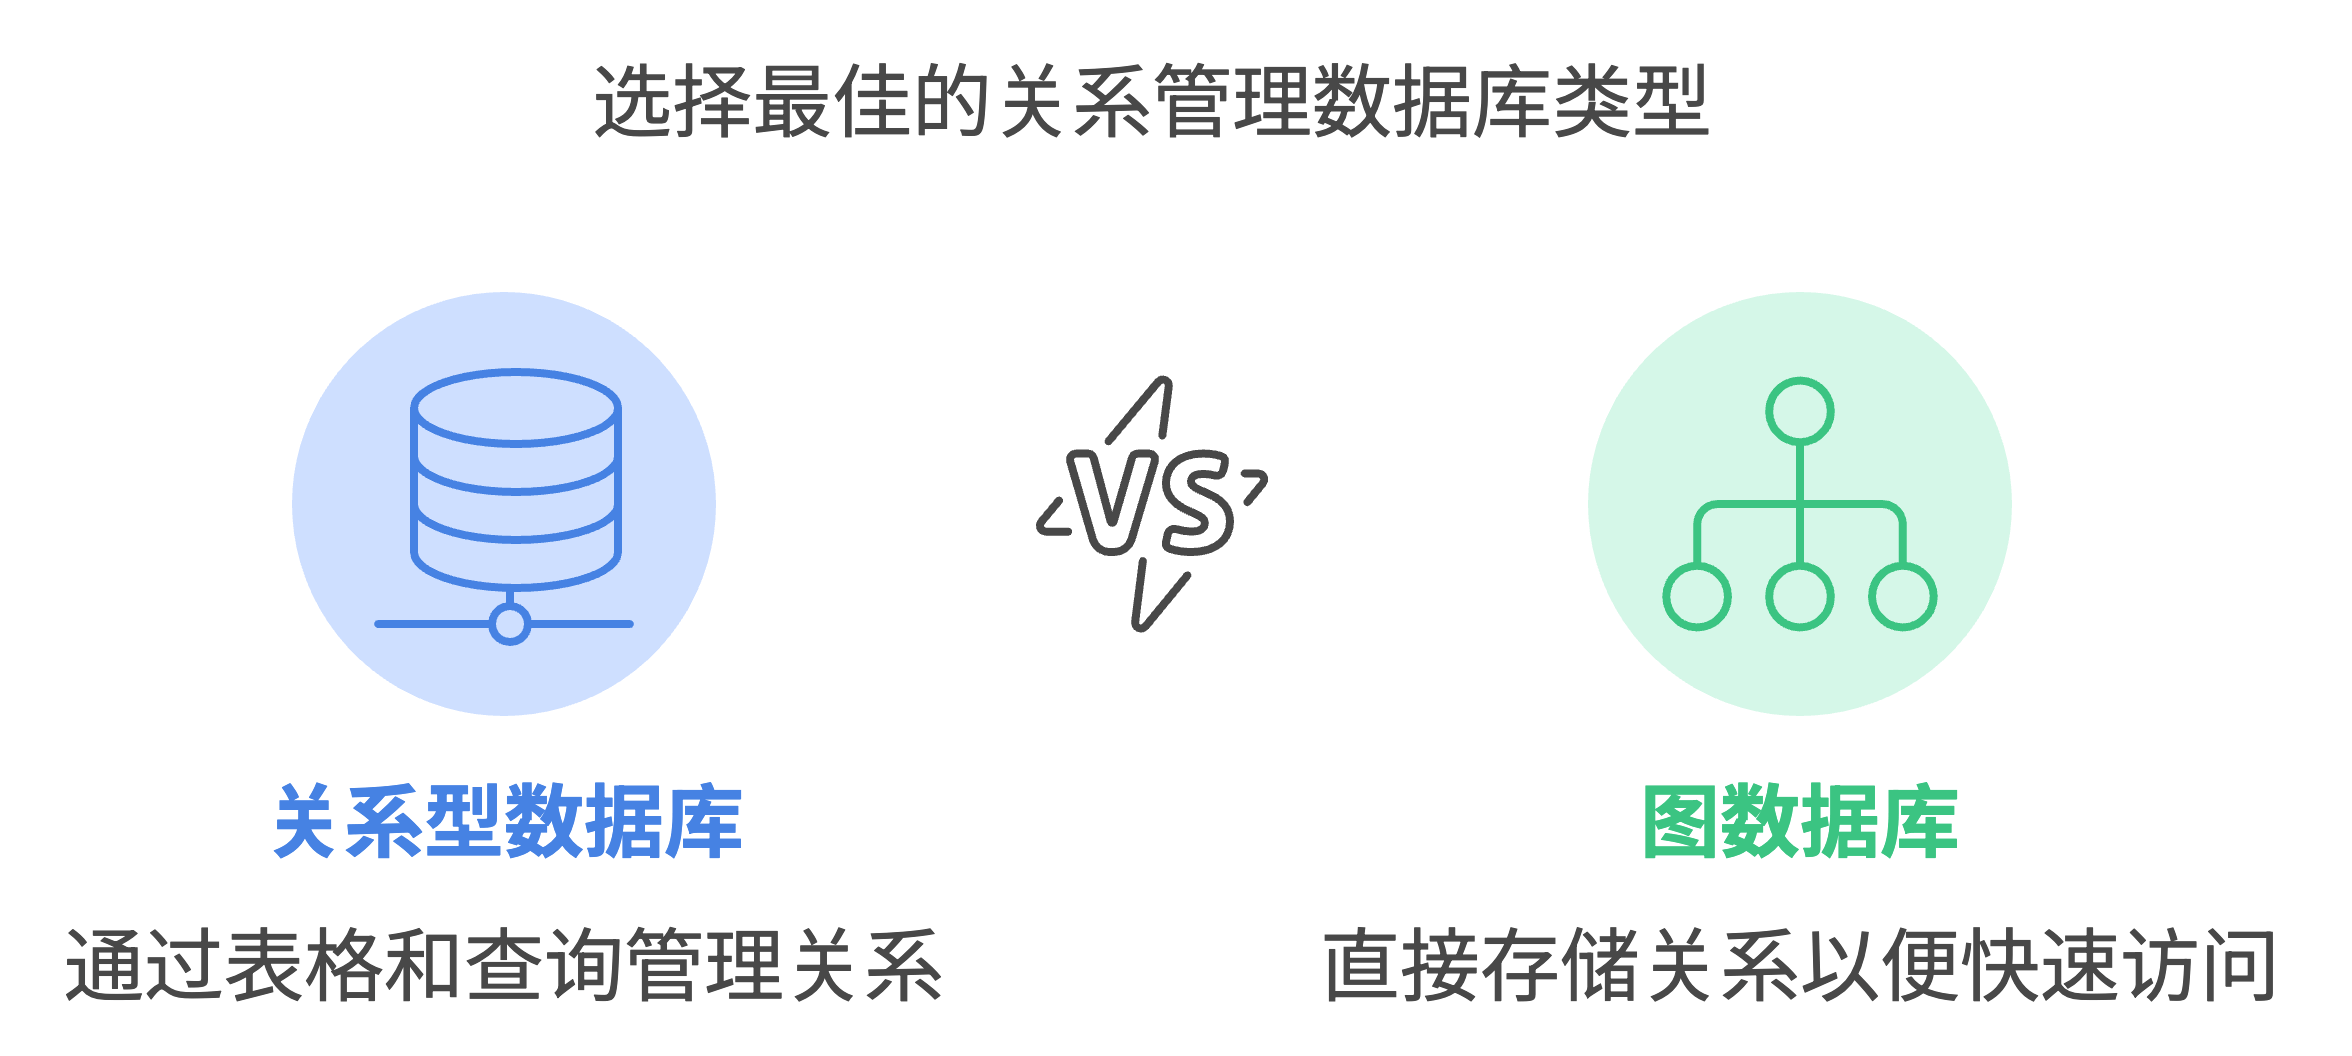 选择最佳的关系管理数据库类型
VS
关系型数据库
图数据库
通过表格和查询管理关系
直接存储关系以便快速访问